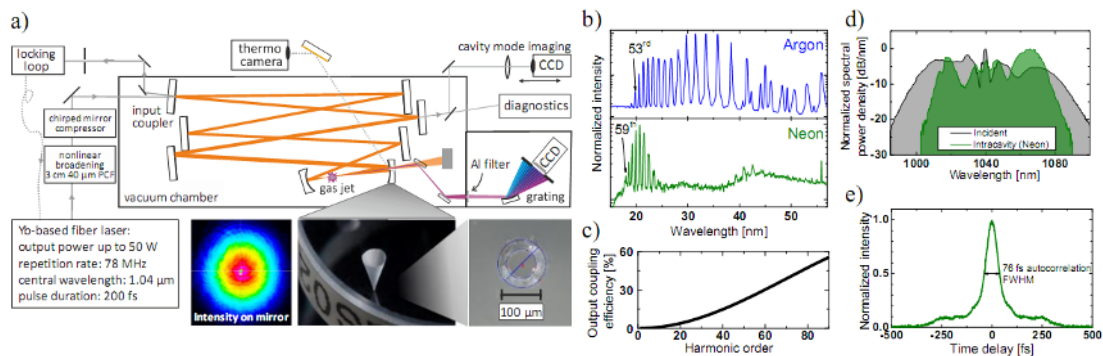 a)
locking
loop
thermo
camera
cavity mode imaging
CCD
input
coupler
diagnostics
chirped mirror
compressor
nonlinear
broadening
3 cm 40 μm PCF
Al filter
CCD
gas jet
grating
vacuum chamber
Yb-based fiber laser:
output power up to 50 W
repetition rate: 78 MHz
central wavelength: 1.04 μm
pulse duration: 200 fs
Intensity on mirror
100 μm
b)
Normalized intensity
53rd
Argon
59th
Neon
20 30 40 50
Wavelength [nm]
c)
Output coupling
efficiency [%]
60
30
0
0 20 40 60 80
Harmonic order
d)
Normalized spectral
power density [dB/nm]
0
-10
-20
-30
Incident
Intracavity (Neon)
1000 1040 1080
Wavelength [nm]
e)
Normalized intensity
1.0
0.5
0.0
76 fs autocorrelation
FWHM
-500 -250 0 250 500
Time delay [fs]